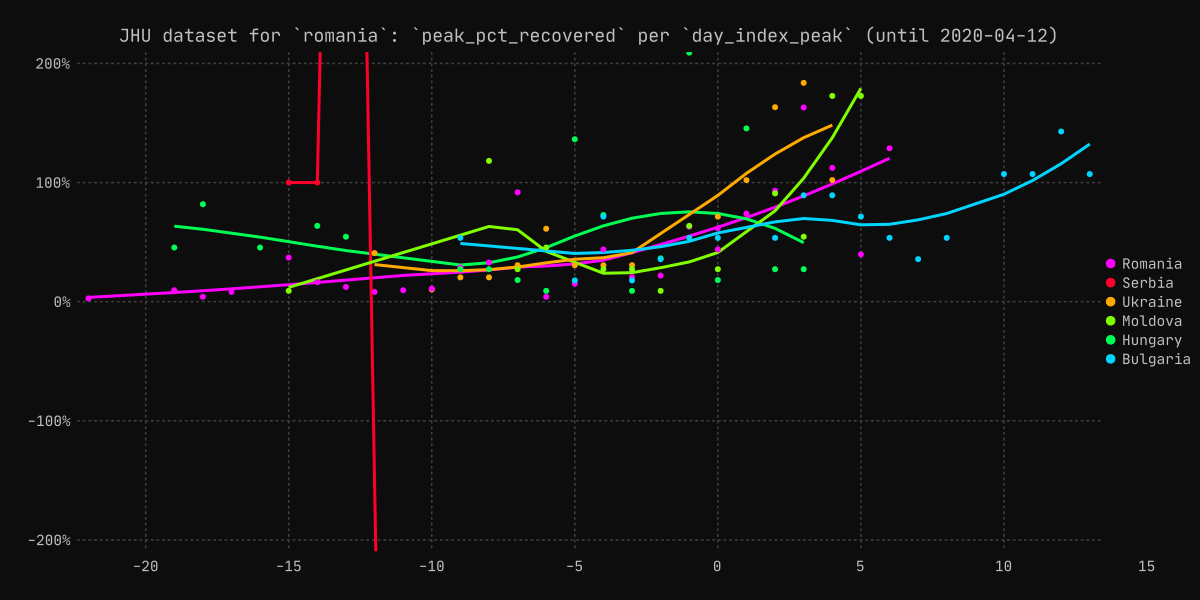 JHU dataset for `romania`: `peak_pct_recovered` per `day_index_peak` (until 2020-04-12)
200%
100%
0%
-100%
-200%
-20 -15 -10 -5 0 5 10 15
Romania
Serbia
Ukraine
Moldova
Hungary
Bulgaria